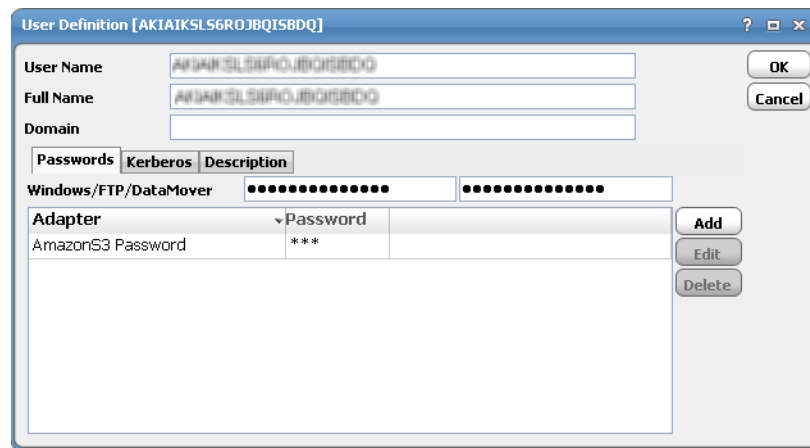 User Definition [AKIAIKSLS6ROJBQISBDQ]
User Name
OK
Full Name
Cancel
Domain
Passwords Kerberos Description
Windows/FTP/DataMover ●●●●●●●●●●●●●● ●●●●●●●●●●●●●●
Adapter Password
Add
AmazonS3 Password ***
Edit
Delete